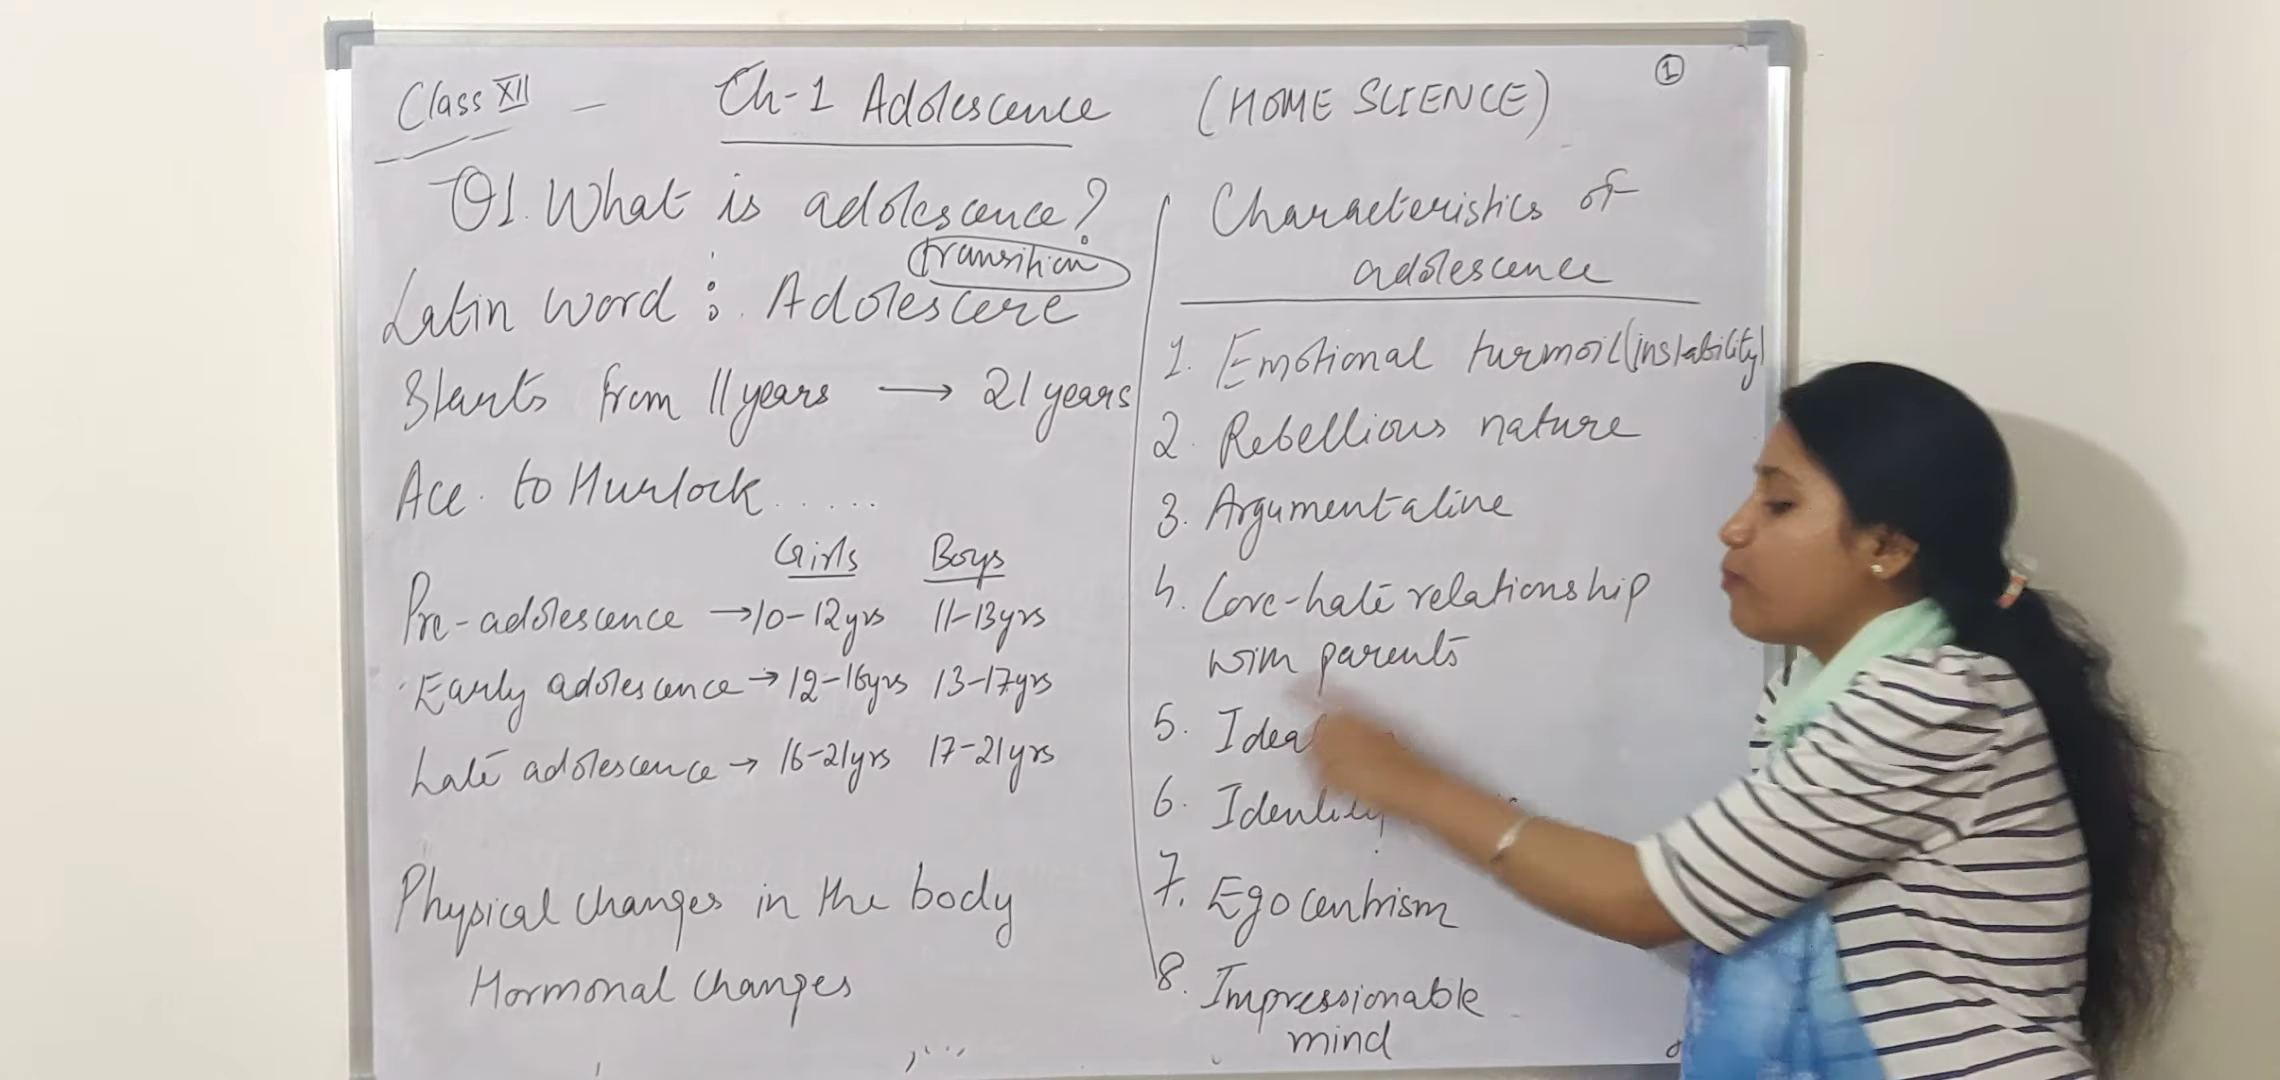 Class XII - Ch-1 Adolescence (HOME SCIENCE) 1
Q1. What is adolescence?
transition
Latin word : Adolescere
Starts from 11 years → 21 years
Acc. to Hurlock .....
Girls Boys
Pre-adolescence → 10-12yrs 11-13yrs
Early adolescence → 12-16yrs 13-17yrs
Late adolescence → 16-21yrs 17-21yrs
Physical changes in the body
Hormonal changes
Characteristics of
adolescence
1. Emotional turmoil (instability)
2. Rebellious nature
3. Argumentative
4. Love-hate relationship
with parents
5.
6. Identity
7. Egocentrism
8. Impressionable
mind